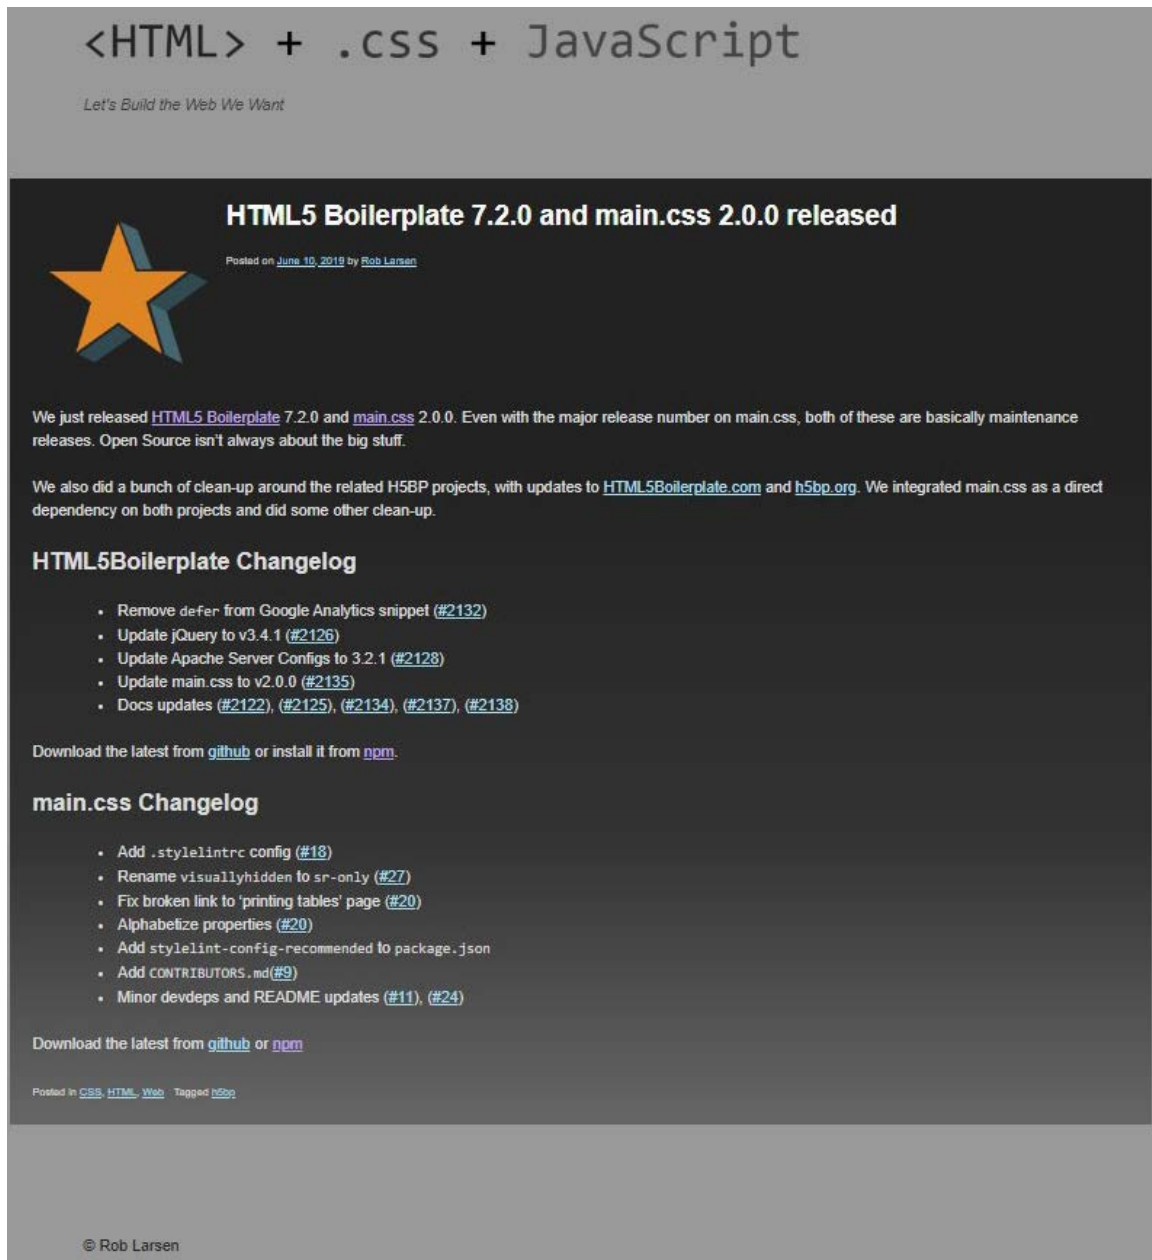 <HTML> + .css + JavaScript
Let's Build the Web We Want
HTML5 Boilerplate 7.2.0 and main.css 2.0.0 released
Posted on June 10, 2019 by Rob Larsen
We just released HTML5 Boilerplate 7.2.0 and main.css 2.0.0. Even with the major release number on main.css, both of these are basically maintenance
releases. Open Source isn't always about the big stuff.
We also did a bunch of clean-up around the related H5BP projects, with updates to HTML5Boilerplate.com and h5bp.org. We integrated main.css as a direct
dependency on both projects and did some other clean-up.
HTML5Boilerplate Changelog
• Remove defer from Google Analytics snippet (#2132)
• Update jQuery to v3.4.1 (#2126)
• Update Apache Server Configs to 3.2.1 (#2128)
• Update main.css to v2.0.0 (#2135)
• Docs updates (#2122), (#2125), (#2134), (#2137), (#2138)
Download the latest from github or install it from npm.
main.css Changelog
• Add .stylelintrc config (#18)
• Rename visuallyhidden to sr-only (#27)
• Fix broken link to 'printing tables' page (#20)
• Alphabetize properties (#20)
• Add stylelint-config-recommended to package.json
• Add CONTRIBUTORS.md(#9)
• Minor devdeps and README updates (#11), (#24)
Download the latest from github or npm
Posted in CSS, HTML, Web Tagged h5bp
© Rob Larsen